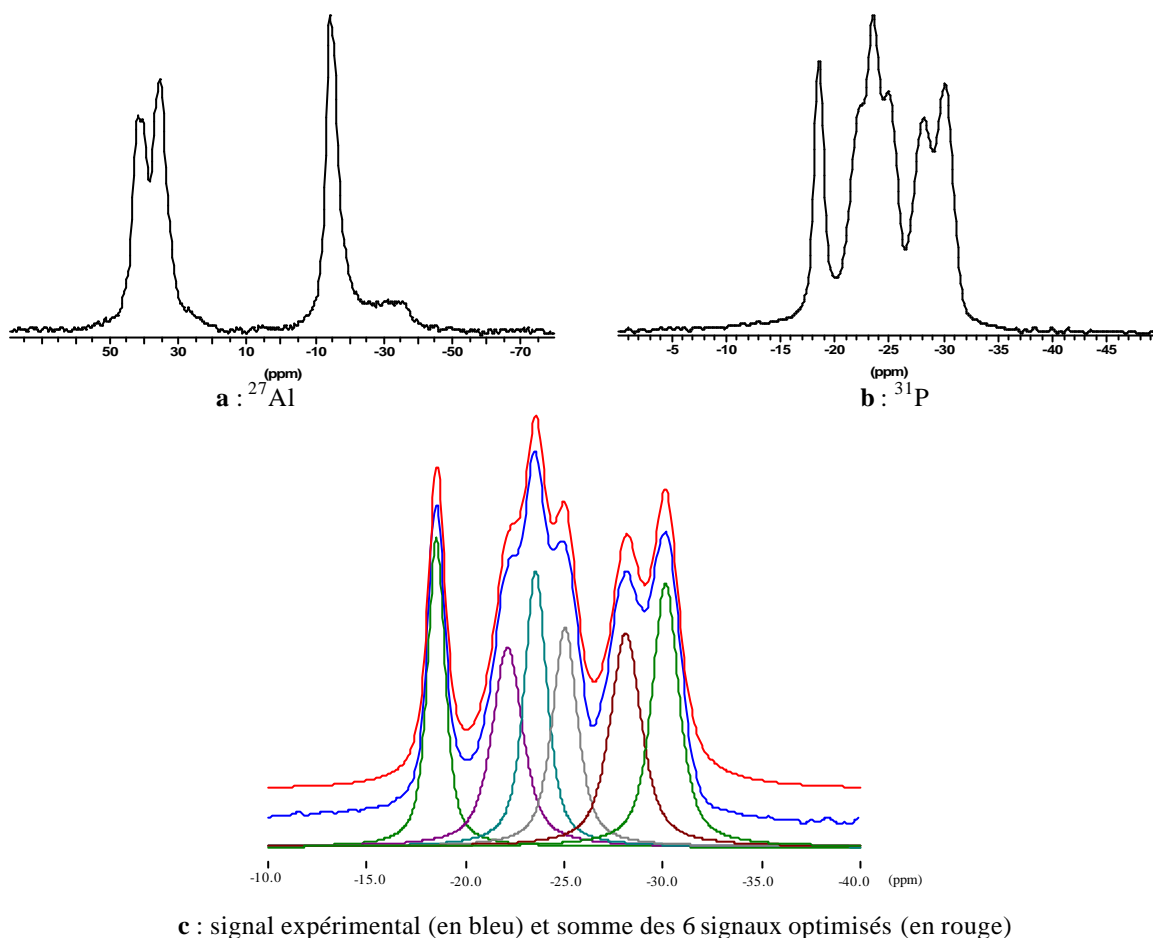 50 30 10 -10 -30 -50 -70
(ppm)
a : ²⁷Al
-5 -10 -15 -20 -25 -30 -35 -40 -45
(ppm)
b : ³¹P
-10.0 -15.0 -20.0 -25.0 -30.0 -35.0 -40.0 (ppm)
c : signal expérimental (en bleu) et somme des 6 signaux optimisés (en rouge)